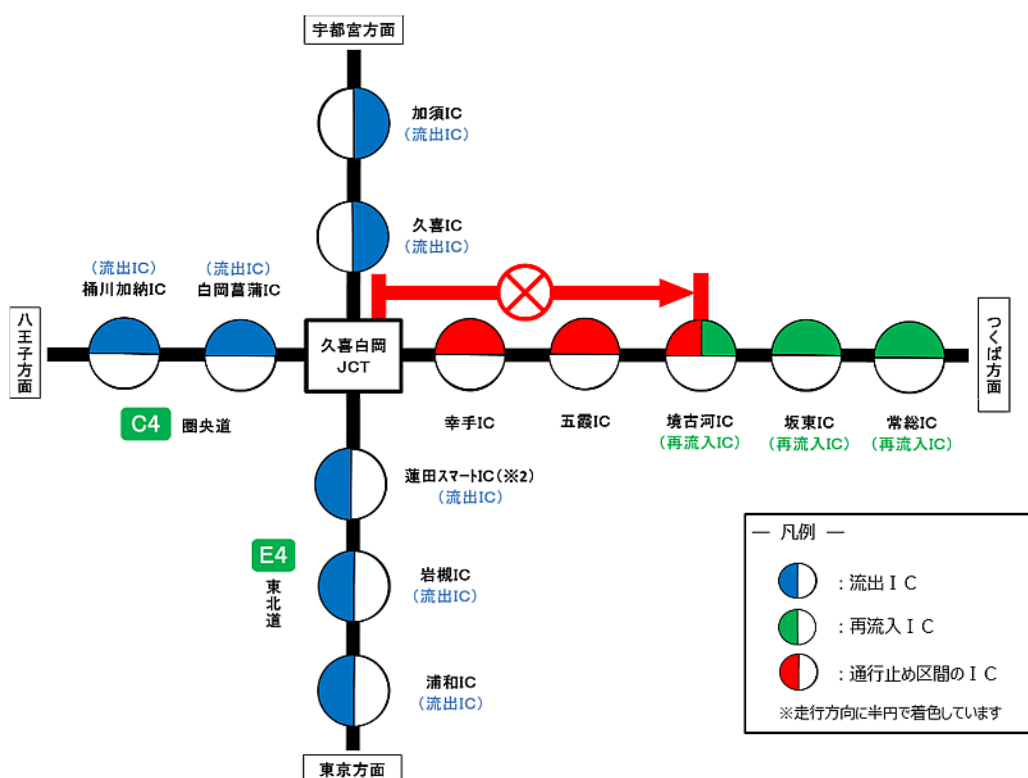 宇都宮方面
加須IC
(流出IC)
久喜IC
(流出IC)
(流出IC)
桶川加納IC
(流出IC)
白岡菖蒲IC
八王子方面
久喜白岡
JCT
つくば方面
C4
圏央道
幸手IC
五霞IC
境古河IC
(再流入IC)
坂東IC
(再流入IC)
常総IC
(再流入IC)
蓮田スマートIC(※2)
(流出IC)
E4
東北道
岩槻IC
(流出IC)
浦和IC
(流出IC)
東京方面
― 凡例 ―
:流出IC
:再流入IC
:通行止め区間のIC
※走行方向に半円で着色しています